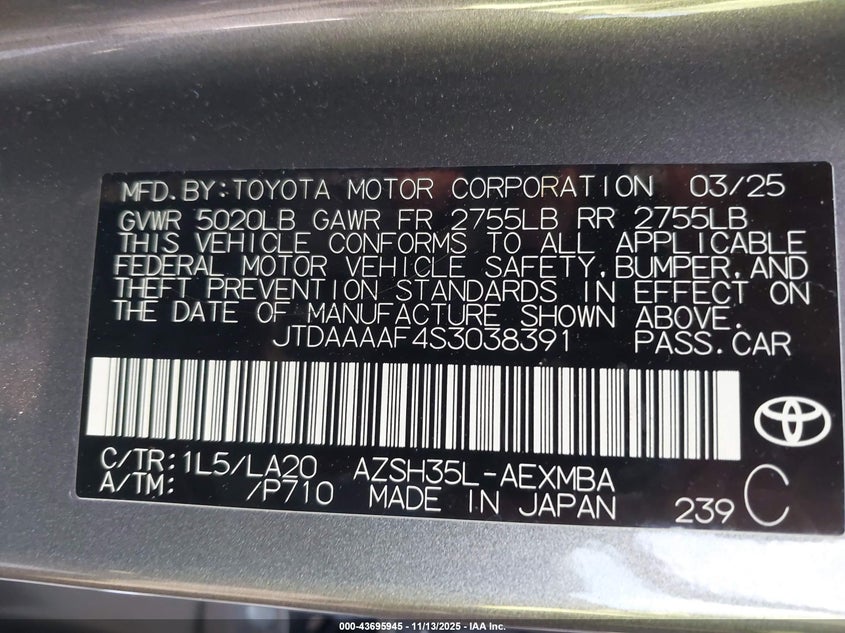 MFD.BY:TOYOTA MOTOR CORPORATION 03/25
GVWR 5020LB GAWR FR 2755LB RR 2755LB
THIS VEHICLE CONFORMS TO ALL APPLICABLE
FEDERAL MOTOR VEHICLE SAFETY,BUMPER,AND
THEFT PREVENTION STANDARDS IN EFFECT ON
THE DATE OF MANUFACTURE SHOWN ABOVE.
JTDAAAAF4S3038391 PASS.CAR
C/TR:1L5/LA20 AZSH35L-AEXMBA
A/TM: /P710 MADE IN JAPAN 239 C
000-43695945 - 11/13/2025 - IAA Inc.